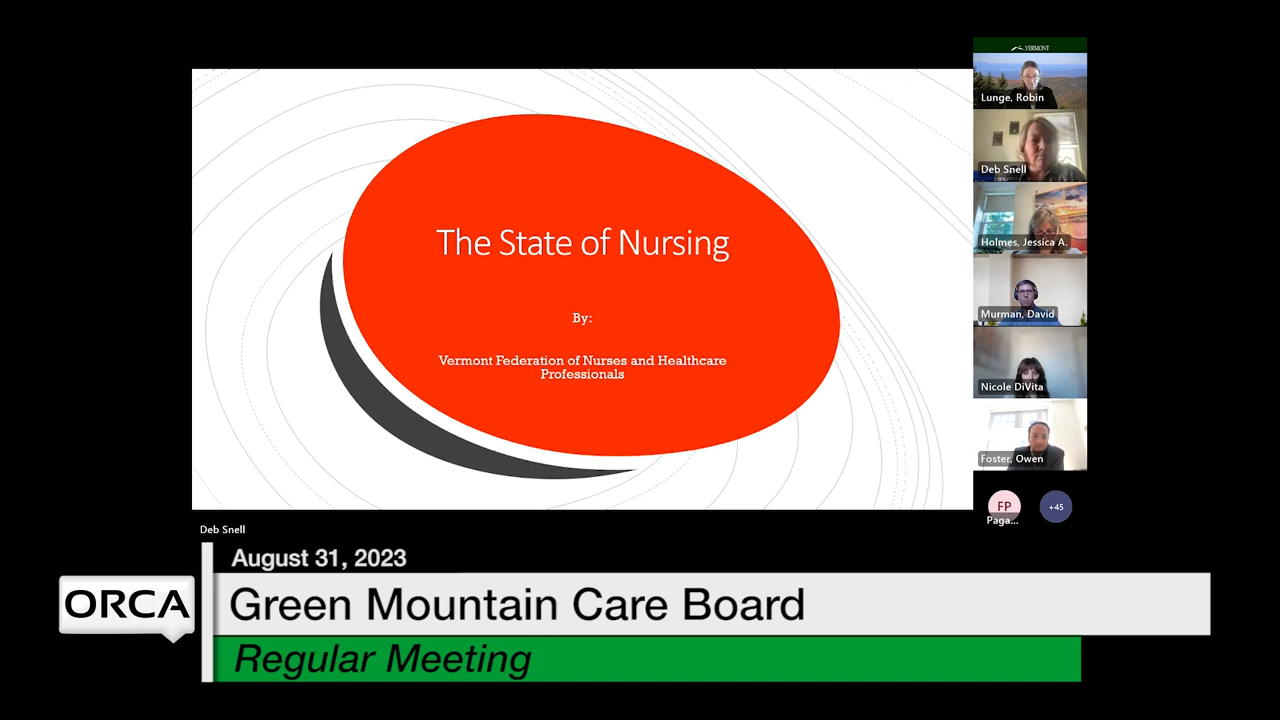 The State of Nursing
By:
Vermont Federation of Nurses and Healthcare
Professionals
VERMONT
Lunge, Robin
Deb Snell
Holmes, Jessica A.
Murman, David
Nicole DiVita
Foster, Owen
FP
Paga...
+45
Deb Snell
August 31, 2023
ORCA
Green Mountain Care Board
Regular Meeting